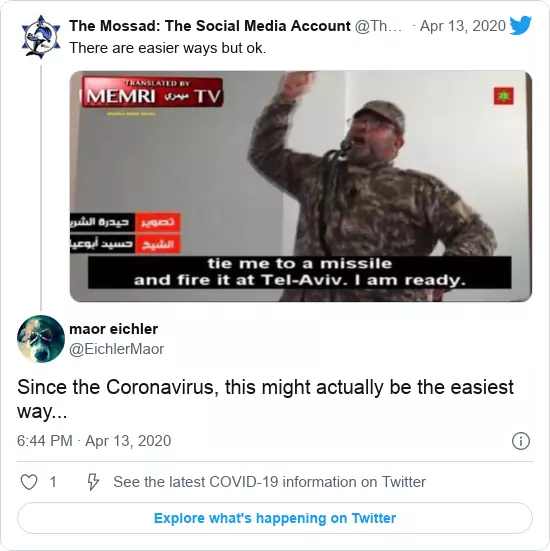 The Mossad: The Social Media Account @Th... · Apr 13, 2020
There are easier ways but ok.
TRANSLATED BY
MEMRI ميمري TV
تصوير حيدرة الشر
الشيخ حسيد أبوعيا
tie me to a missile
and fire it at Tel-Aviv. I am ready.
maor eichler
@EichlerMaor
Since the Coronavirus, this might actually be the easiest
way...
6:44 PM · Apr 13, 2020
1 See the latest COVID-19 information on Twitter
Explore what's happening on Twitter